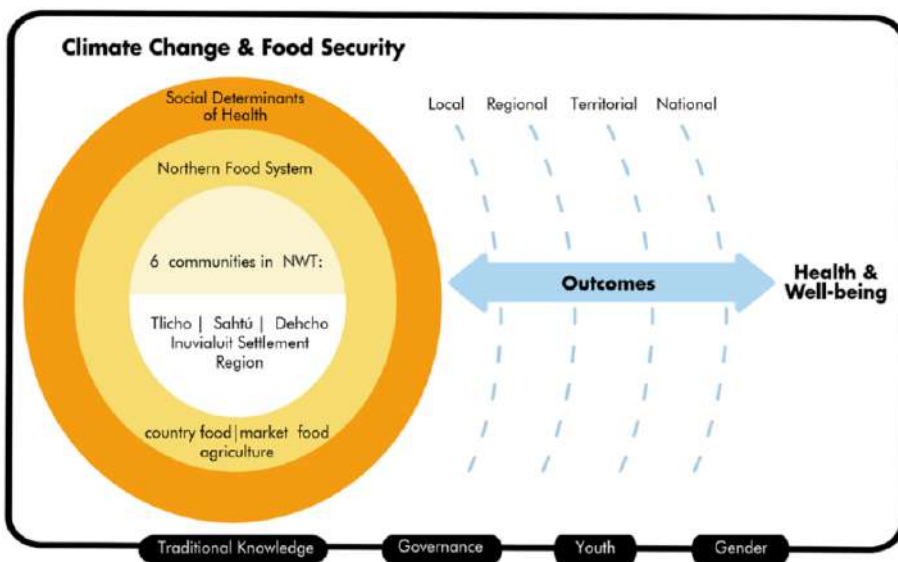 Climate Change & Food Security
Social Determinants
of Health
Northern Food System
6 communities in NWT:
Tlicho | Sahtú | Dehcho
Inuvialuit Settlement
Region
country food|market food
agriculture
Local Regional Territorial National
Outcomes
Health &
Well-being
Traditional Knowledge Governance Youth Gender